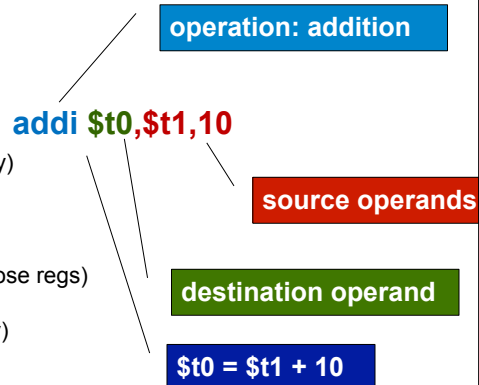 operation: addition
addi $t0,$t1,10
y)
source operands
ose regs)
destination operand
)
$t0 = $t1 + 10